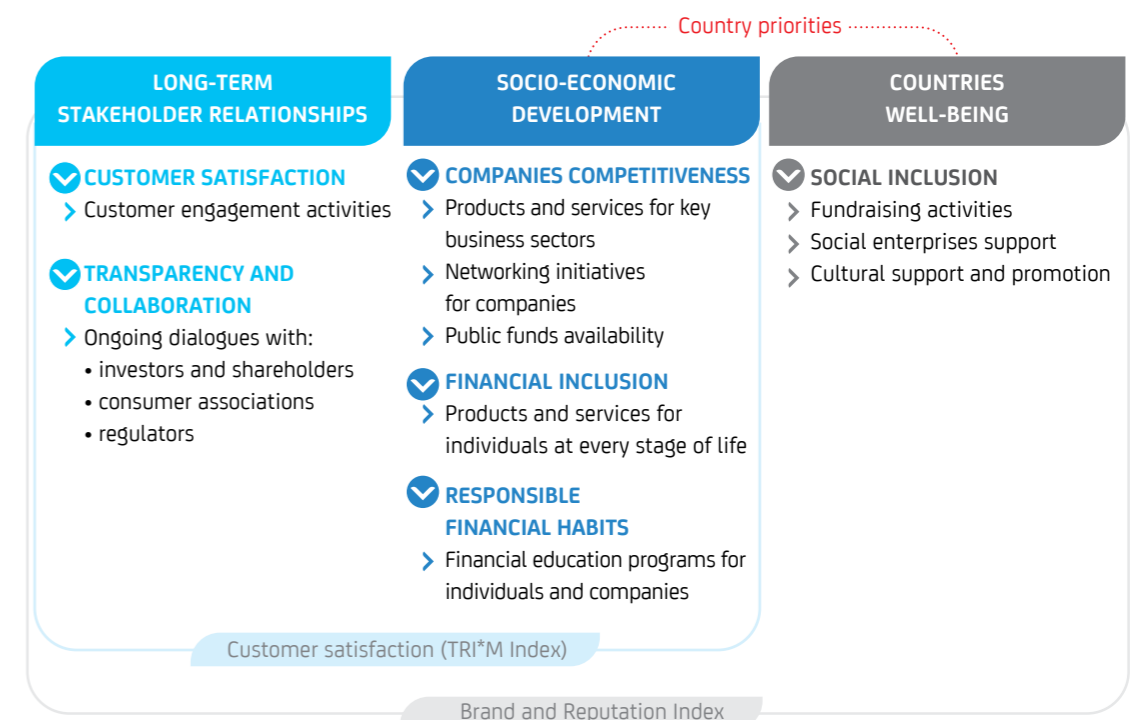 Country priorities
LONG-TERM
STAKEHOLDER RELATIONSHIPS
CUSTOMER SATISFACTION
Customer engagement activities
TRANSPARENCY AND
COLLABORATION
Ongoing dialogues with:
• investors and shareholders
• consumer associations
• regulators
SOCIO-ECONOMIC
DEVELOPMENT
COMPANIES COMPETITIVENESS
Products and services for key
business sectors
Networking initiatives
for companies
Public funds availability
FINANCIAL INCLUSION
Products and services for
individuals at every stage of life
RESPONSIBLE
FINANCIAL HABITS
Financial education programs for
individuals and companies
COUNTRIES
WELL-BEING
SOCIAL INCLUSION
Fundraising activities
Social enterprises support
Cultural support and promotion
Customer satisfaction (TRI*M Index)
Brand and Reputation Index